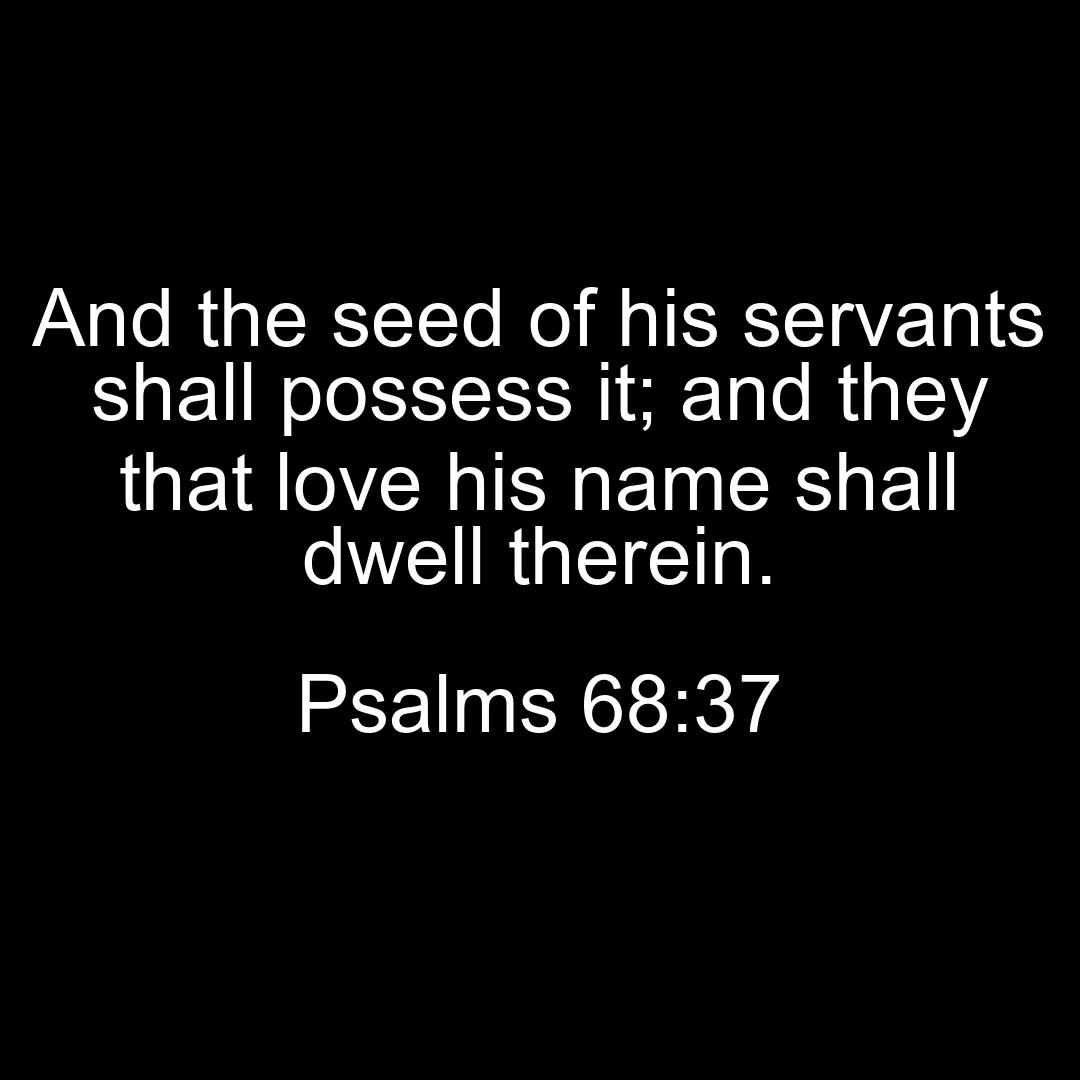 And the seed of his servants
shall possess it; and they
that love his name shall
dwell therein.
Psalms 68:37